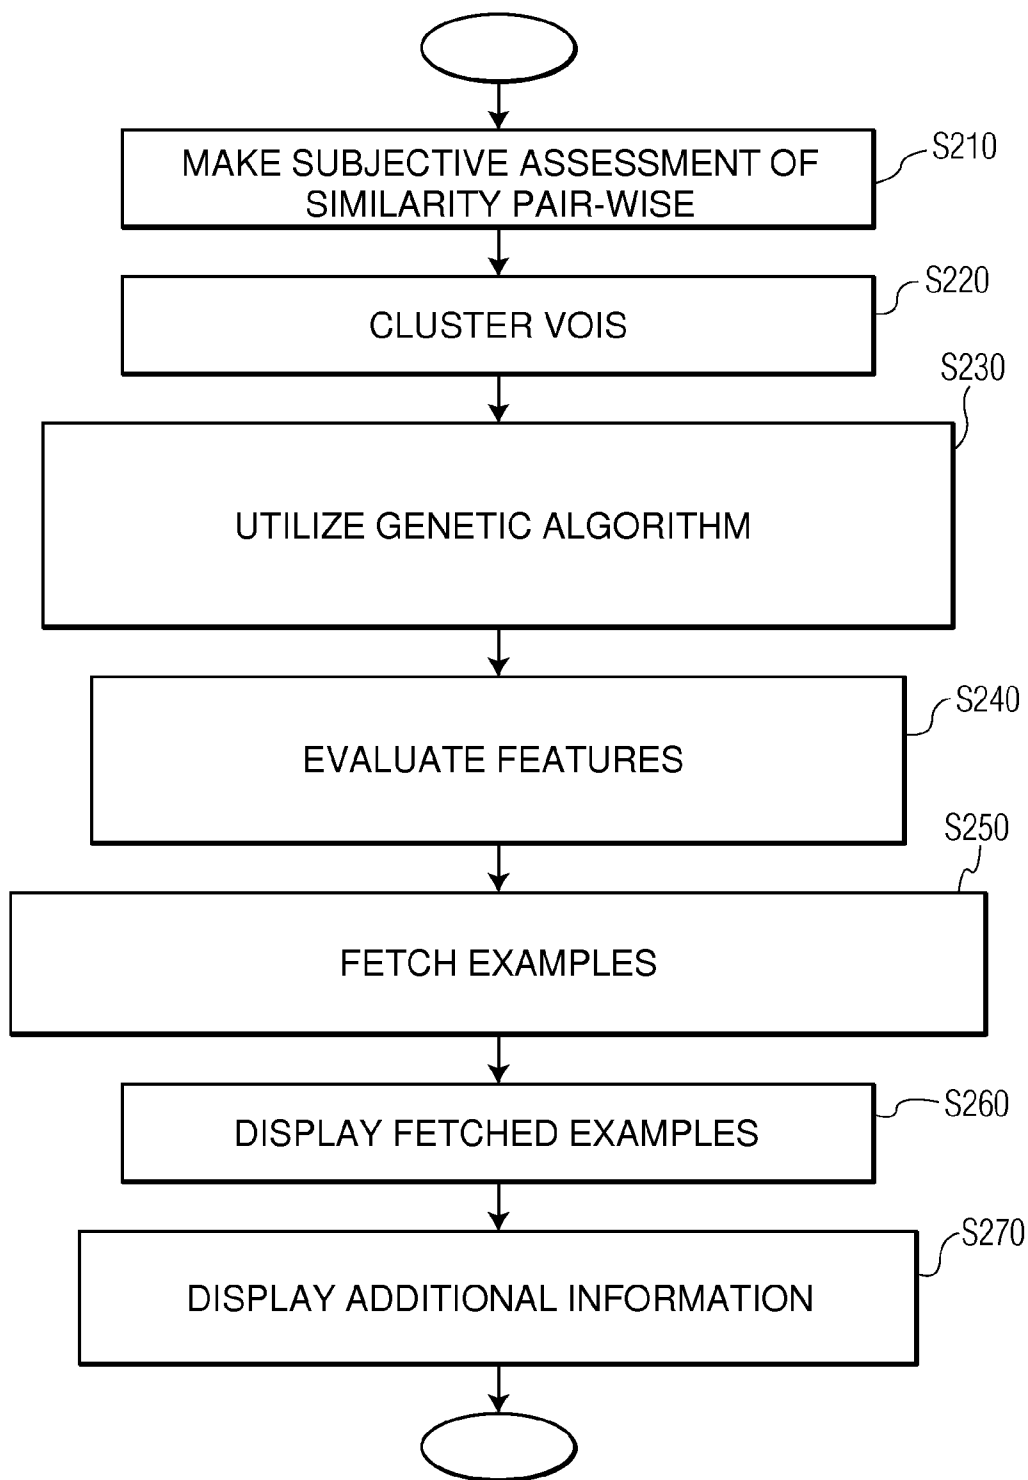 MAKE SUBJECTIVE ASSESSMENT OF
SIMILARITY PAIR-WISE
S210
CLUSTER VOIS
S220
S230
UTILIZE GENETIC ALGORITHM
S240
EVALUATE FEATURES
S250
FETCH EXAMPLES
S260
DISPLAY FETCHED EXAMPLES
S270
DISPLAY ADDITIONAL INFORMATION